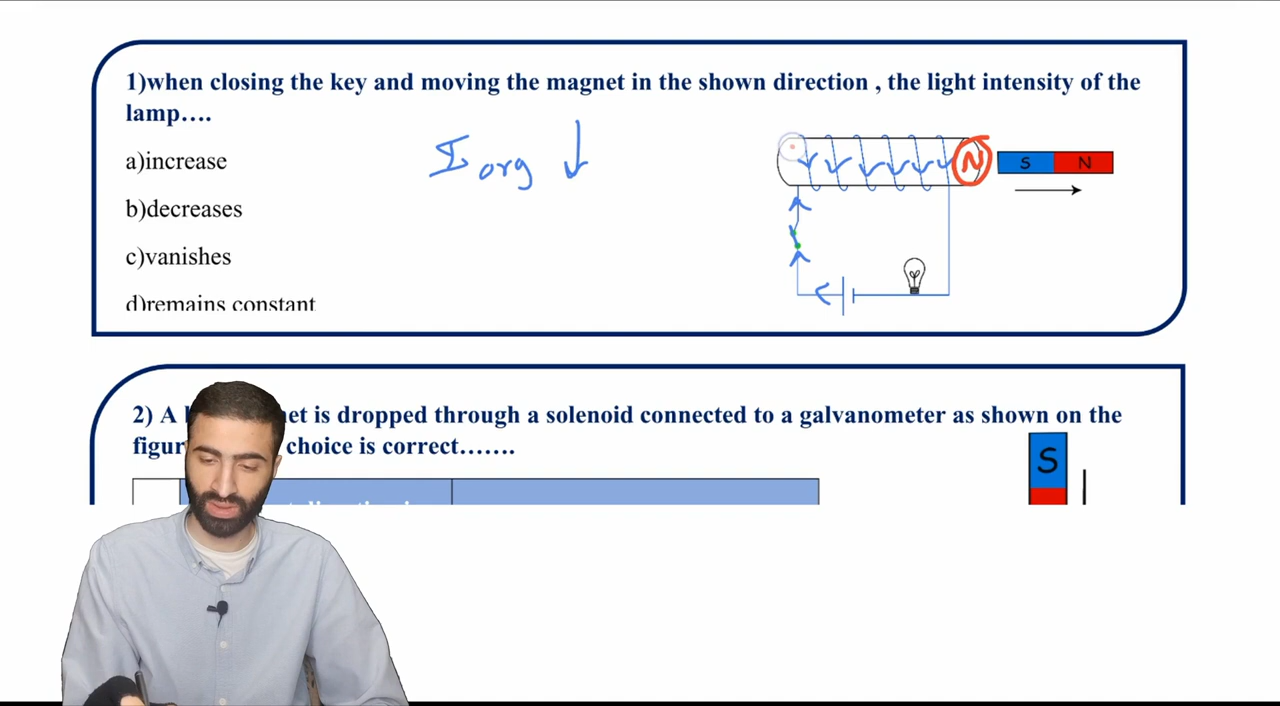 1)when closing the key and moving the magnet in the shown direction , the light intensity of the
lamp….
a)increase
I org ↓
N
S N
b)decreases
c)vanishes
d)remains constant
2) A
et is dropped through a solenoid connected to a galvanometer as shown on the
figur
choice is correct…….
S